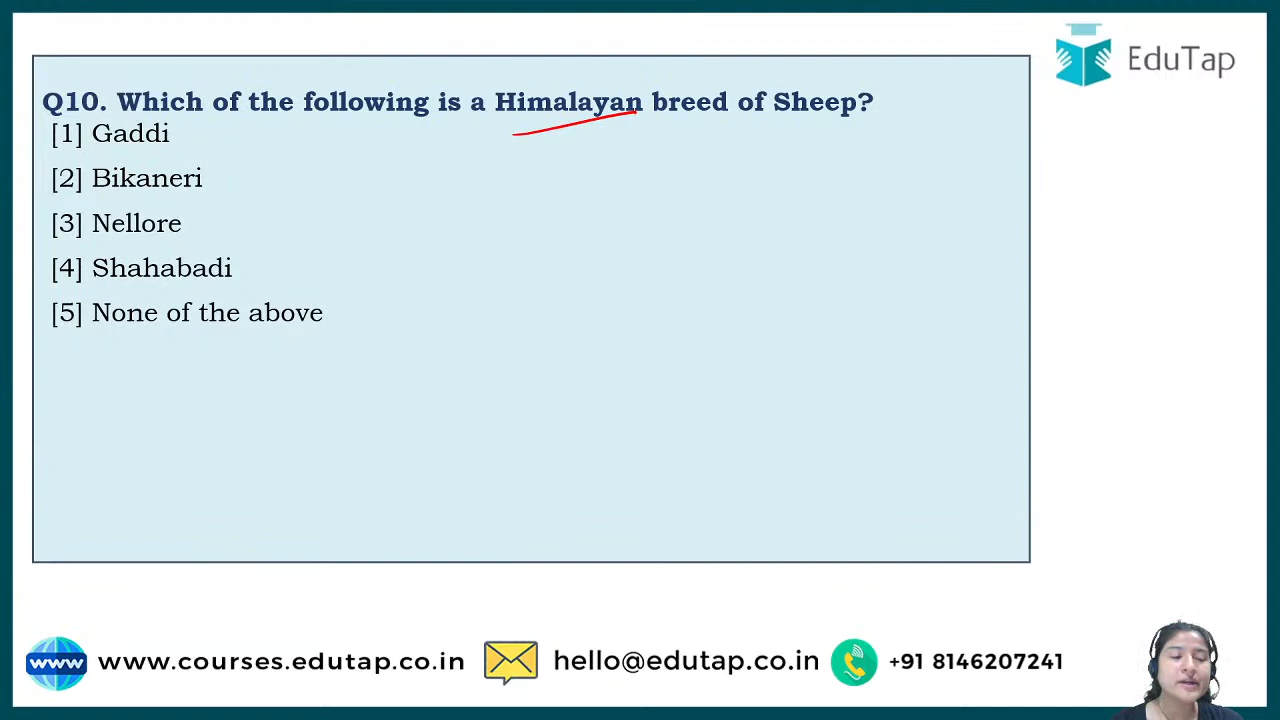 EduTap
Q10. Which of the following is a Himalayan breed of Sheep?
[1] Gaddi
[2] Bikaneri
[3] Nellore
[4] Shahabadi
[5] None of the above
www www.courses.edutap.co.in hello@edutap.co.in +91 8146207241